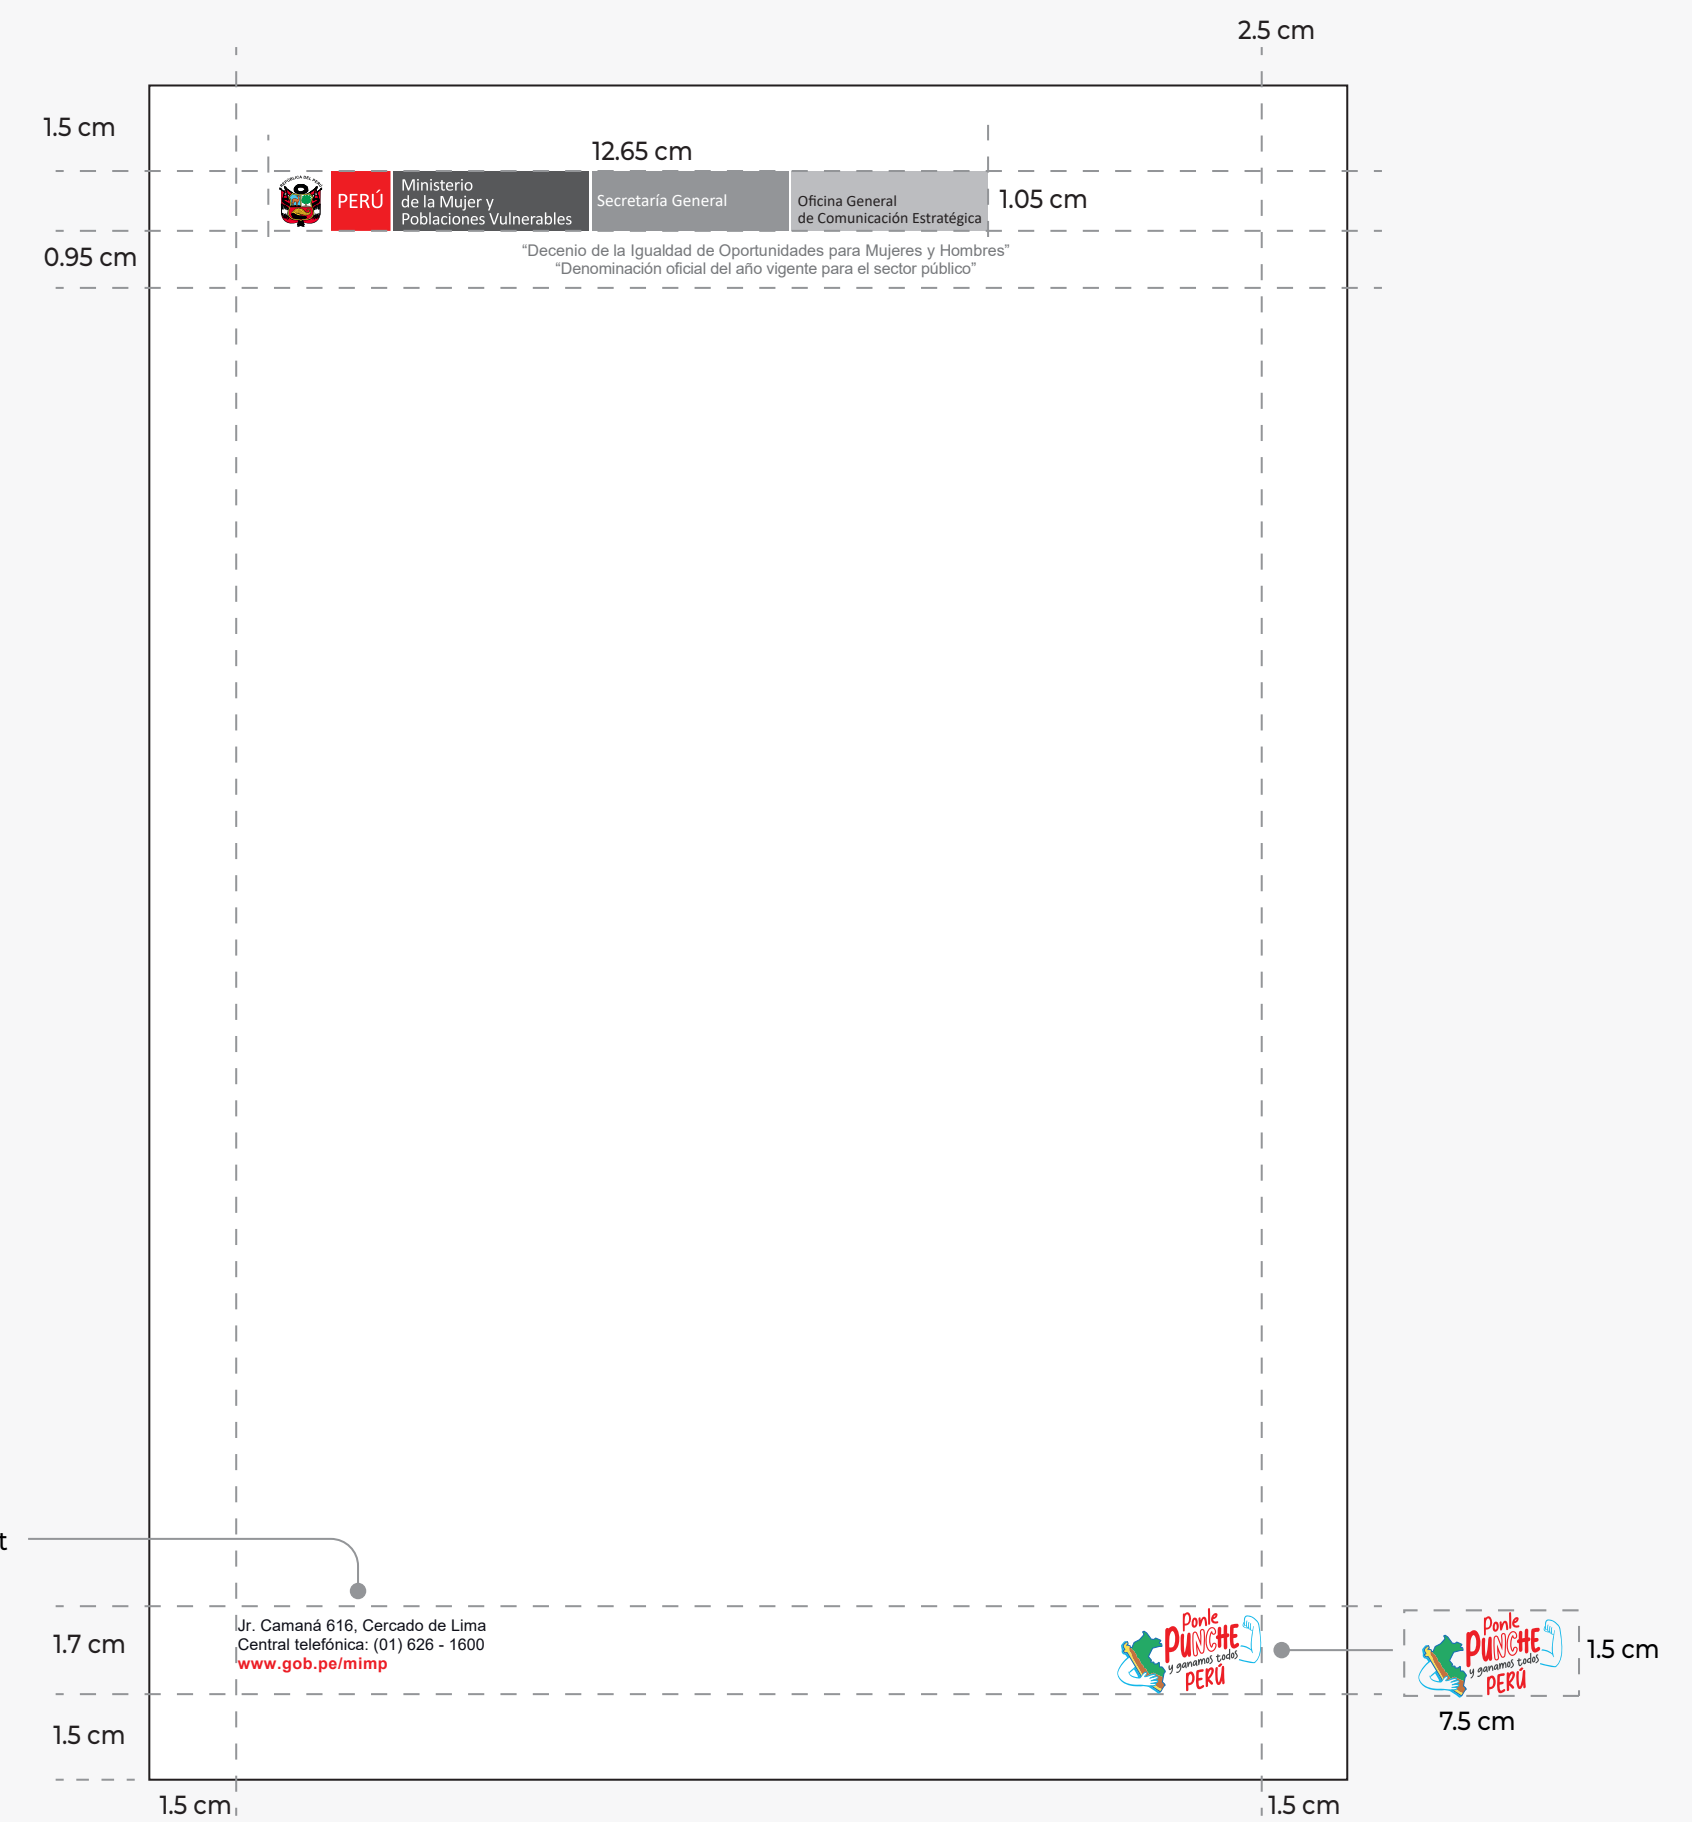 2.5 cm
1.5 cm
12.65 cm
REPÚBLICA DEL PERÚ
PERÚ
Ministerio
de la Mujer y
Poblaciones Vulnerables
Secretaría General
Oficina General
de Comunicación Estratégica
1.05 cm
0.95 cm
“Decenio de la Igualdad de Oportunidades para Mujeres y Hombres”
“Denominación oficial del año vigente para el sector público”
t
1.7 cm
Jr. Camaná 616, Cercado de Lima
Central telefónica: (01) 626 - 1600
www.gob.pe/mimp
Ponle
PUNCHE
y ganamos todos
PERÚ
Ponle
PUNCHE
y ganamos todos
PERÚ
1.5 cm
7.5 cm
1.5 cm
1.5 cm
1.5 cm